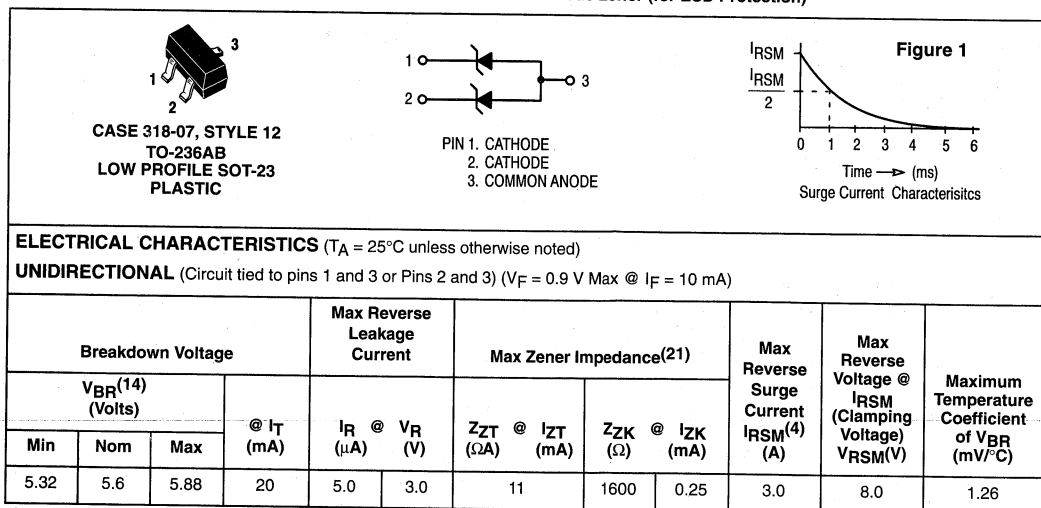 Zener (for ESD Protection)
3
1
2
CASE 318-07, STYLE 12
TO-236AB
LOW PROFILE SOT-23
PLASTIC
1
2
3
PIN 1. CATHODE
2. CATHODE
3. COMMON ANODE
Figure 1
IRSM
IRSM
2
0 1 2 3 4 5 6
Time (ms)
Surge Current Characterisitcs
ELECTRICAL CHARACTERISTICS (TA = 25°C unless otherwise noted)
UNIDIRECTIONAL (Circuit tied to pins 1 and 3 or Pins 2 and 3) (VF = 0.9 V Max @ IF = 10 mA)
Breakdown Voltage
VBR(14)
(Volts)
Min Nom Max
@ IT
(mA)
Max Reverse
Leakage
Current
IR @ VR
(μA) (V)
Max Zener Impedance(21)
ZZT @ IZT
(ΩA) (mA)
ZZK @ IZK
(Ω) (mA)
Max
Reverse
Surge
Current
IRSM(4)
(A)
Max
Reverse
Voltage @
IRSM
(Clamping
Voltage)
VRSM(V)
Maximum
Temperature
Coefficient
of VBR
(mV/°C)
5.32 5.6 5.88 20 5.0 3.0 11 1600 0.25 3.0 8.0 1.26